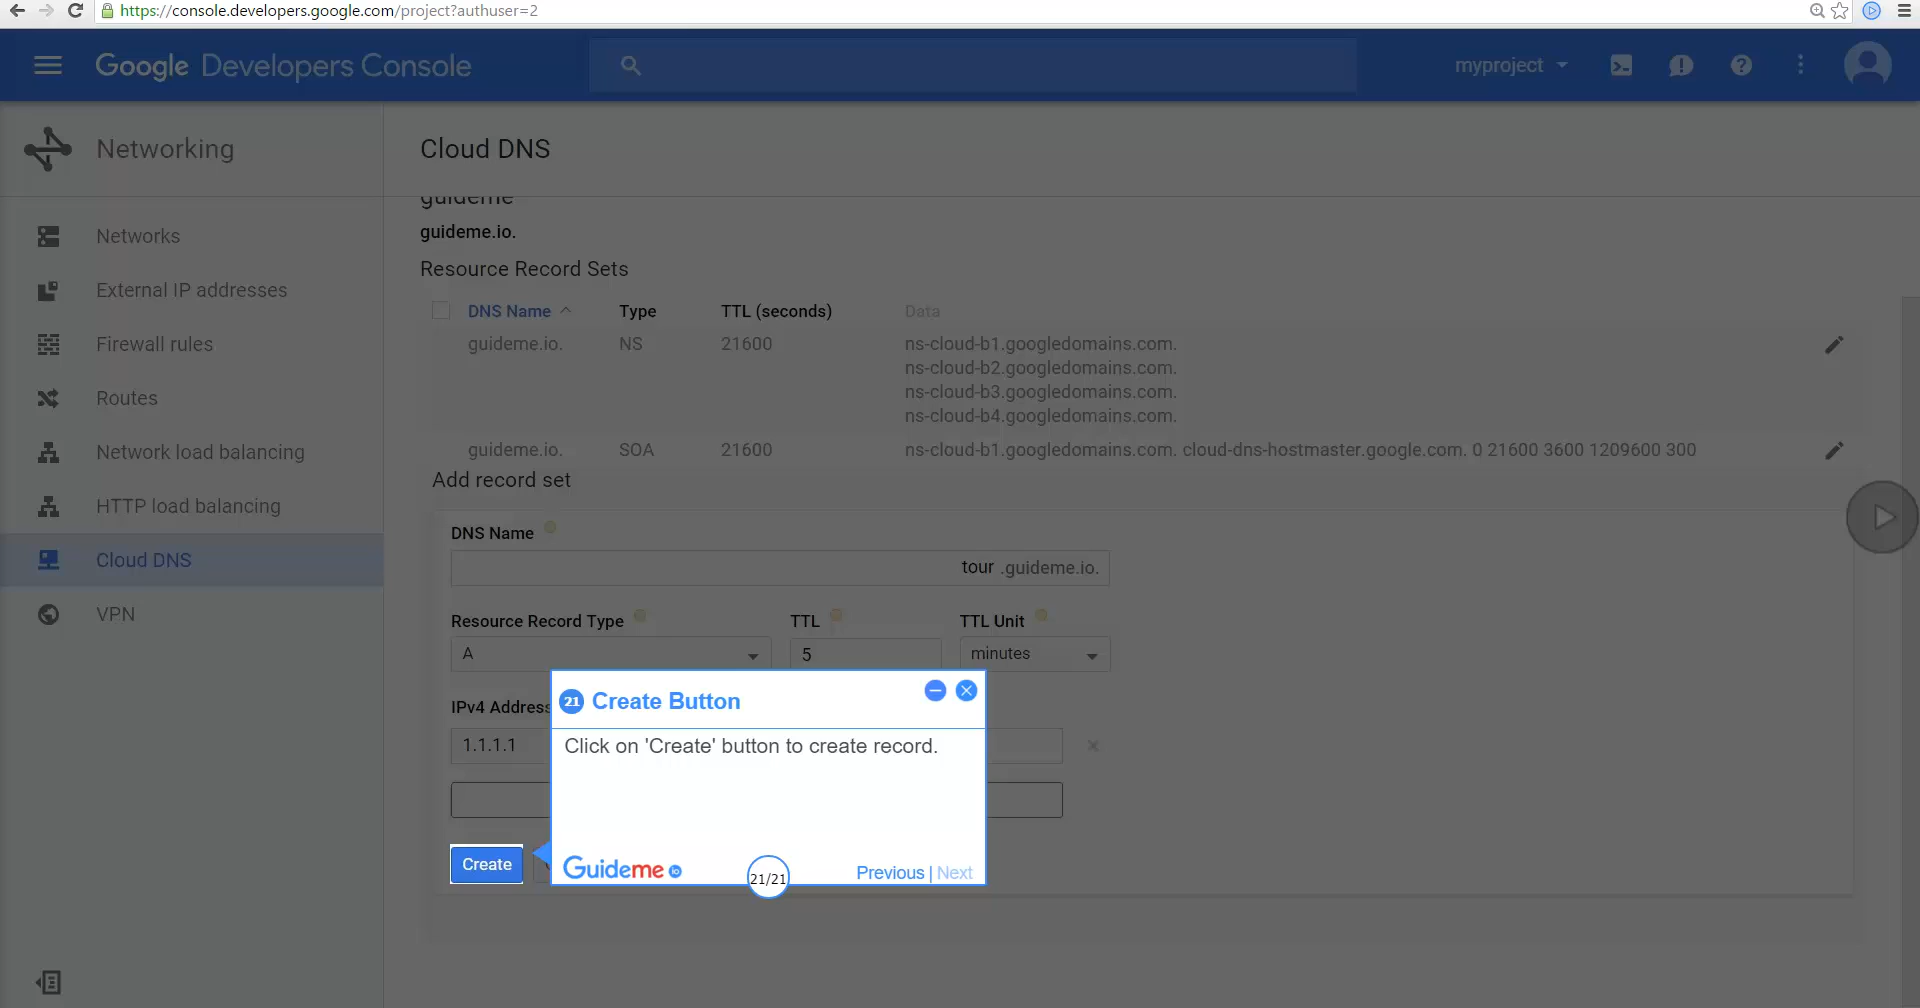 https://console.developers.google.com/project?authuser=2
Google Developers Console
myproject
Networking
Cloud DNS
Networks
External IP addresses
Firewall rules
Routes
Network load balancing
HTTP load balancing
Cloud DNS
VPN
guideme
guideme.io.
Resource Record Sets
DNS Name Type TTL (seconds) Data
guideme.io. NS 21600 ns-cloud-b1.googledomains.com.
ns-cloud-b2.googledomains.com.
ns-cloud-b3.googledomains.com.
ns-cloud-b4.googledomains.com.
guideme.io. SOA 21600 ns-cloud-b1.googledomains.com. cloud-dns-hostmaster.google.com. 0 21600 3600 1209600 300
Add record set
DNS Name
tour .guideme.io.
Resource Record Type TTL TTL Unit
A 5 minutes
IPv4 Address
1.1.1.1
Create
21 Create Button
Click on 'Create' button to create record.
Guideme io
21/21
Previous | Next